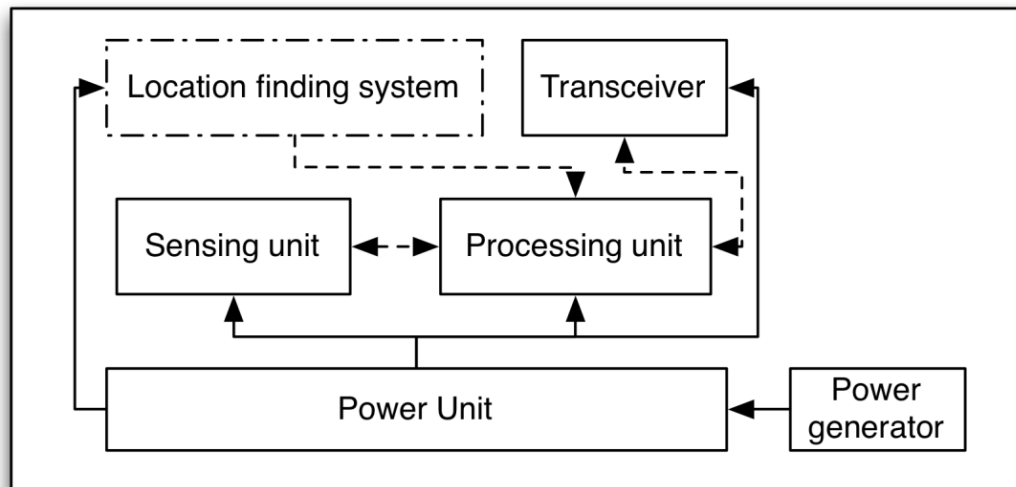 Location finding system
Transceiver
Sensing unit
Processing unit
Power Unit
Power
generator